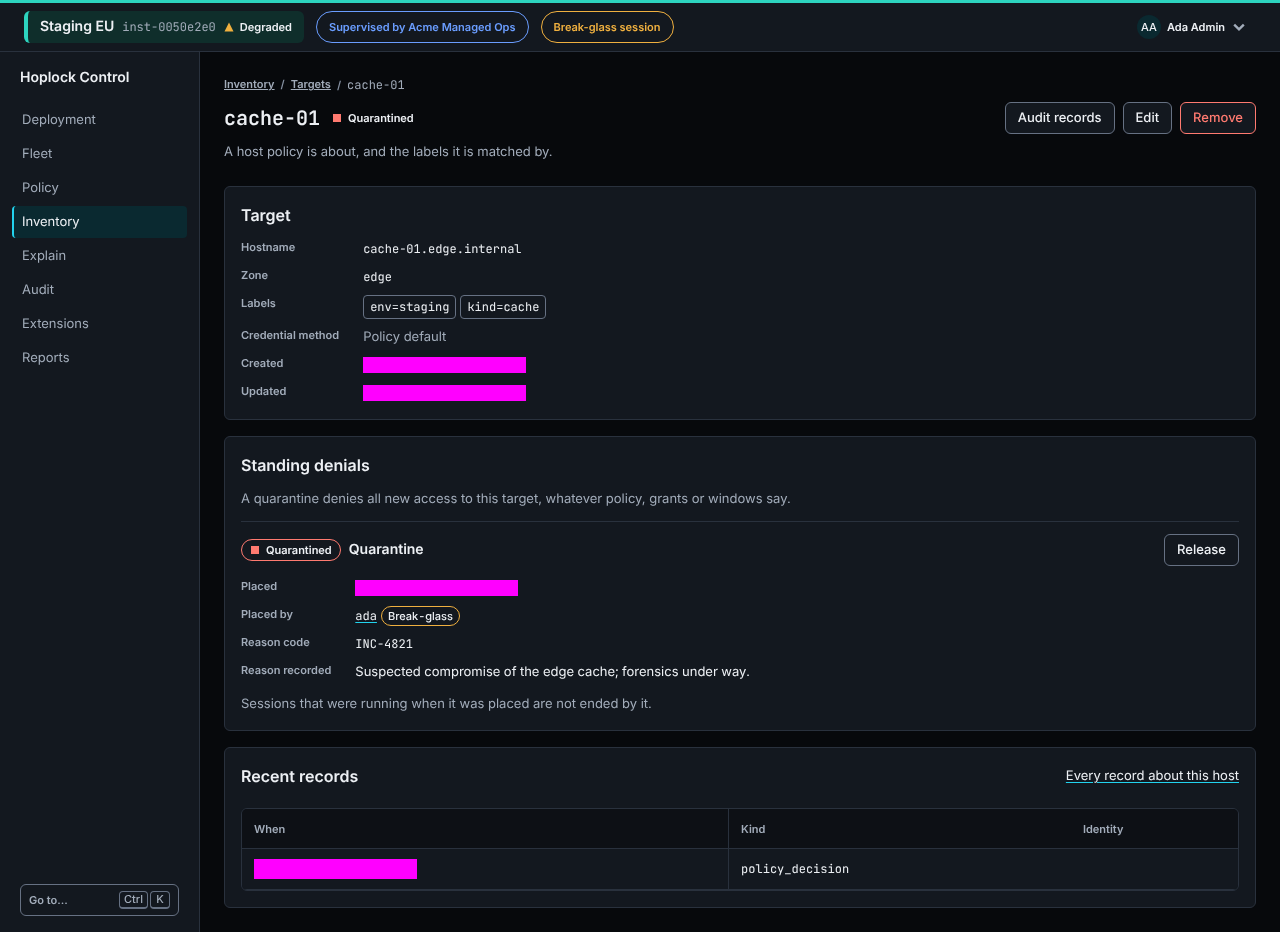 Staging EU inst-0050e2e0 Degraded Supervised by Acme Managed Ops Break-glass session AA Ada Admin
Hoplock Control
Deployment
Fleet
Policy
Inventory
Explain
Audit
Extensions
Reports
Go to... Ctrl K
Inventory / Targets / cache-01
cache-01 Quarantined
Audit records Edit Remove
A host policy is about, and the labels it is matched by.
Target
Hostname cache-01.edge.internal
Zone edge
Labels env=staging kind=cache
Credential method Policy default
Created
Updated
Standing denials
A quarantine denies all new access to this target, whatever policy, grants or windows say.
Quarantined Quarantine Release
Placed
Placed by ada Break-glass
Reason code INC-4821
Reason recorded Suspected compromise of the edge cache; forensics under way.
Sessions that were running when it was placed are not ended by it.
Recent records Every record about this host
When Kind Identity
policy_decision